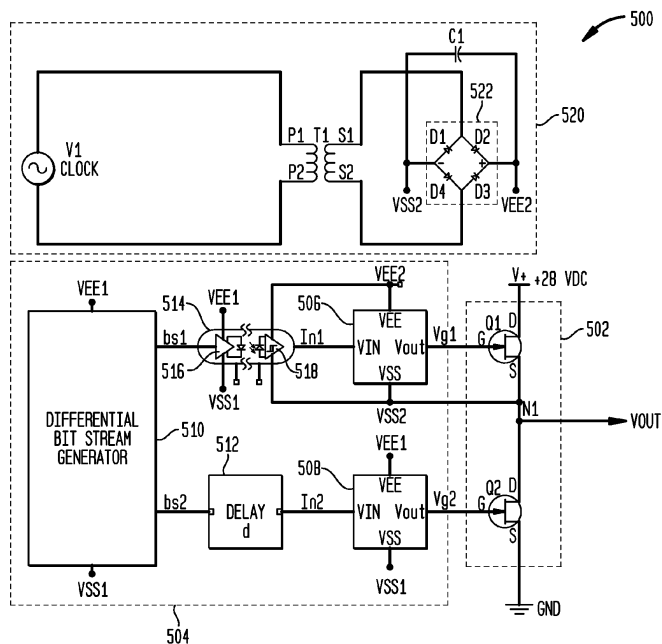 500
C1
522
520
V1
CLOCK
P1 T1 S1
P2 S2
D1 D2
- +
D4 D3
VSS2 VEE2
VEE1
514
VEE1
VEE2
506
V+ +28 VDC
bs1
516
518
In1
VEE
VIN Vout
VSS
Vg1
Q1 D
G
S
502
VSS1
VSS2
N1
VOUT
DIFFERENTIAL
BIT STREAM
GENERATOR
510
512
508
VEE1
bs2
DELAY
d
In2
VEE
VIN Vout
VSS
Vg2
Q2 D
G
S
VSS1
VSS1
504
GND